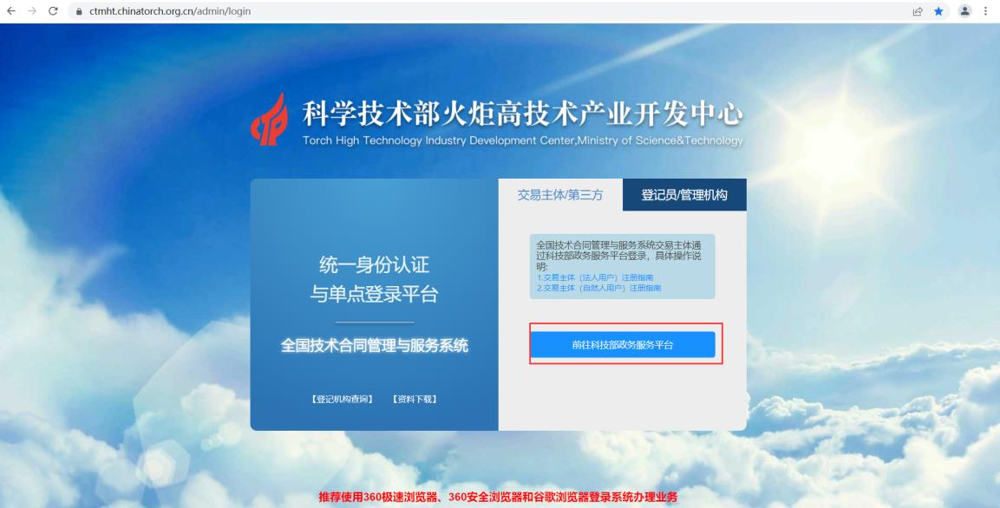 ctmht.chinatorch.org.cn/admin/login
科学技术部火炬高技术产业开发中心
Torch High Technology Industry Development Center,Ministry of Science&Technology
交易主体/第三方
登记员/管理机构
统一身份认证
与单点登录平台
全国技术合同管理与服务系统
【登记机构查询】 【资料下载】
全国技术合同管理与服务系统交易主体通
过科技部政务服务平台登录，具体操作说
明:
1.交易主体（法人用户）注册指南
2.交易主体（自然人用户）注册指南
前往科技部政务服务平台
推荐使用360极速浏览器、360安全浏览器和谷歌浏览器登录系统办理业务